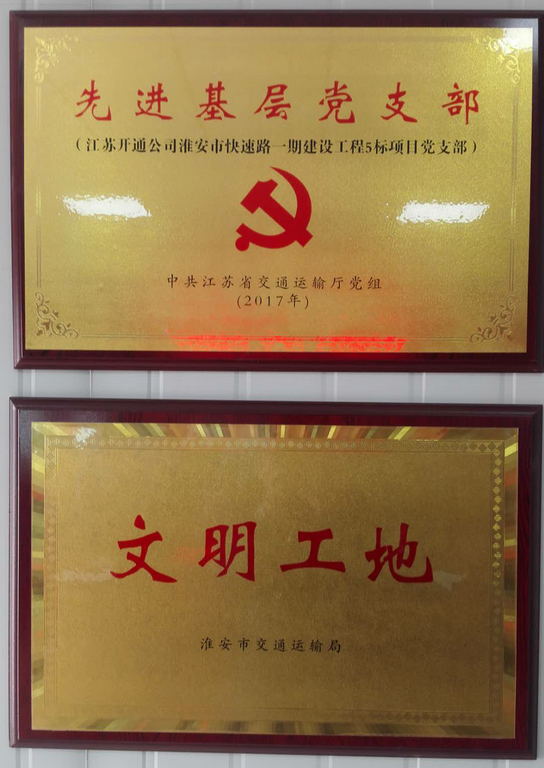 先进基层党支部
（江苏开通公司淮安市快速路一期建设工程5标项目党支部）
中共江苏省交通运输厅党组
(2017年)
文明工地
淮安市交通运输局